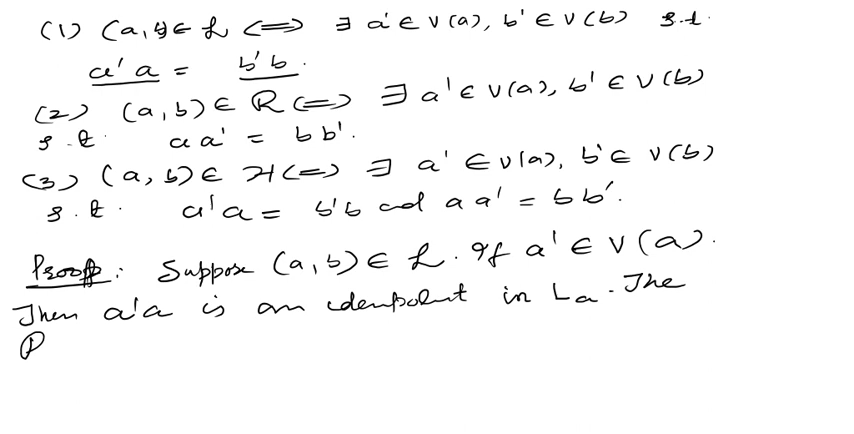 (1) (a, b) ∈ L ⟺ ∃ a' ∈ V(a), b' ∈ V(b) s.t.
a'a = b'b.
(2) (a, b) ∈ R ⟺ ∃ a' ∈ V(a), b' ∈ V(b)
s.t. aa' = bb'.
(3) (a, b) ∈ H ⟺ ∃ a' ∈ V(a), b' ∈ V(b)
s.t. a'a = b'b and aa' = bb'.
Proof: Suppose (a, b) ∈ L. If a' ∈ V(a).
Then a'a is an idempotent in La. The